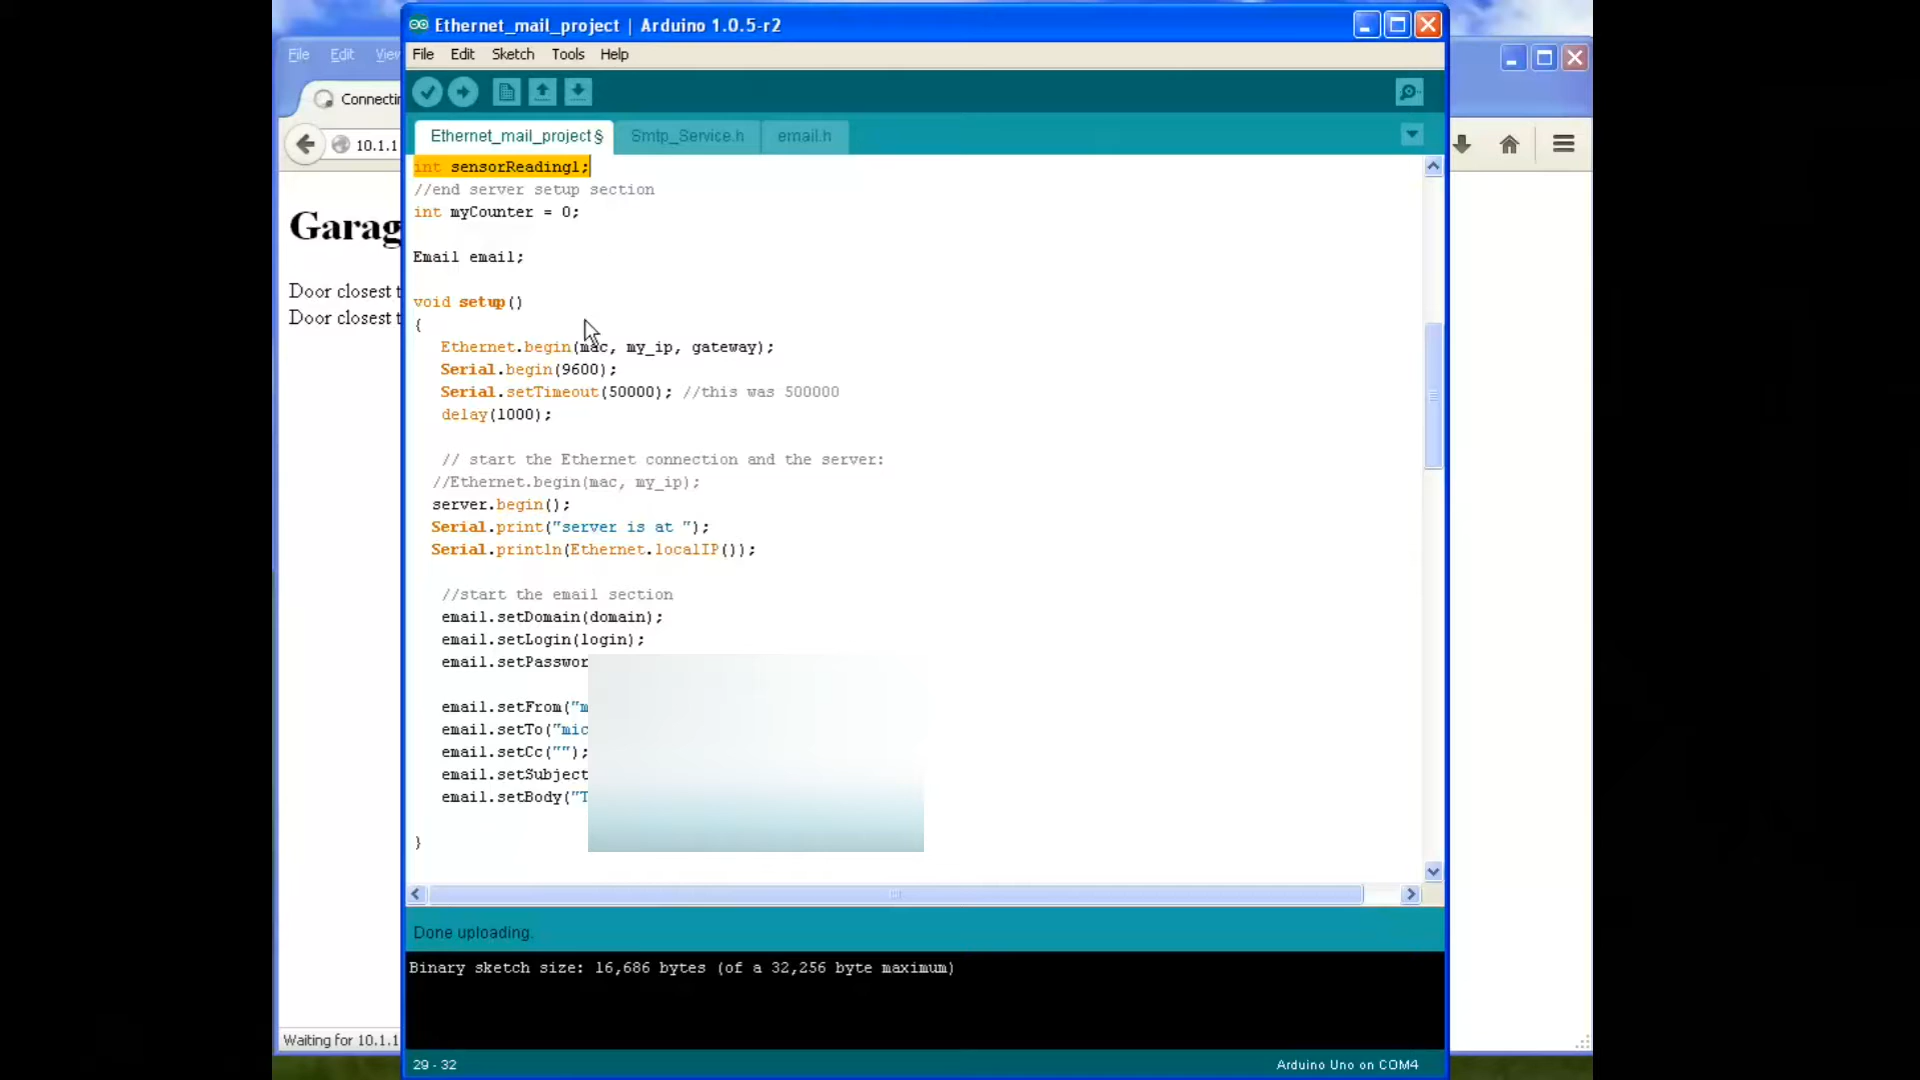 Ethernet_mail_project | Arduino 1.0.5-r2
File Edit Sketch Tools Help
File Edit View
Connectin
10.1.1
Ethernet_mail_project § Smtp_Service.h email.h
Garag
Door closest t
Door closest t
int sensorReading1;
//end server setup section
int myCounter = 0;
Email email;
void setup()
{
Ethernet.begin(mac, my_ip, gateway);
Serial.begin(9600);
Serial.setTimeout(50000); //this was 500000
delay(1000);
// start the Ethernet connection and the server:
//Ethernet.begin(mac, my_ip);
server.begin();
Serial.print("server is at ");
Serial.println(Ethernet.localIP());
//start the email section
email.setDomain(domain);
email.setLogin(login);
email.setPasswor
email.setFrom("m
email.setTo("mic
email.setCc("");
email.setSubject
email.setBody("T
}
Done uploading.
Binary sketch size: 16,686 bytes (of a 32,256 byte maximum)
Waiting for 10.1.1
29 - 32
Arduino Uno on COM4